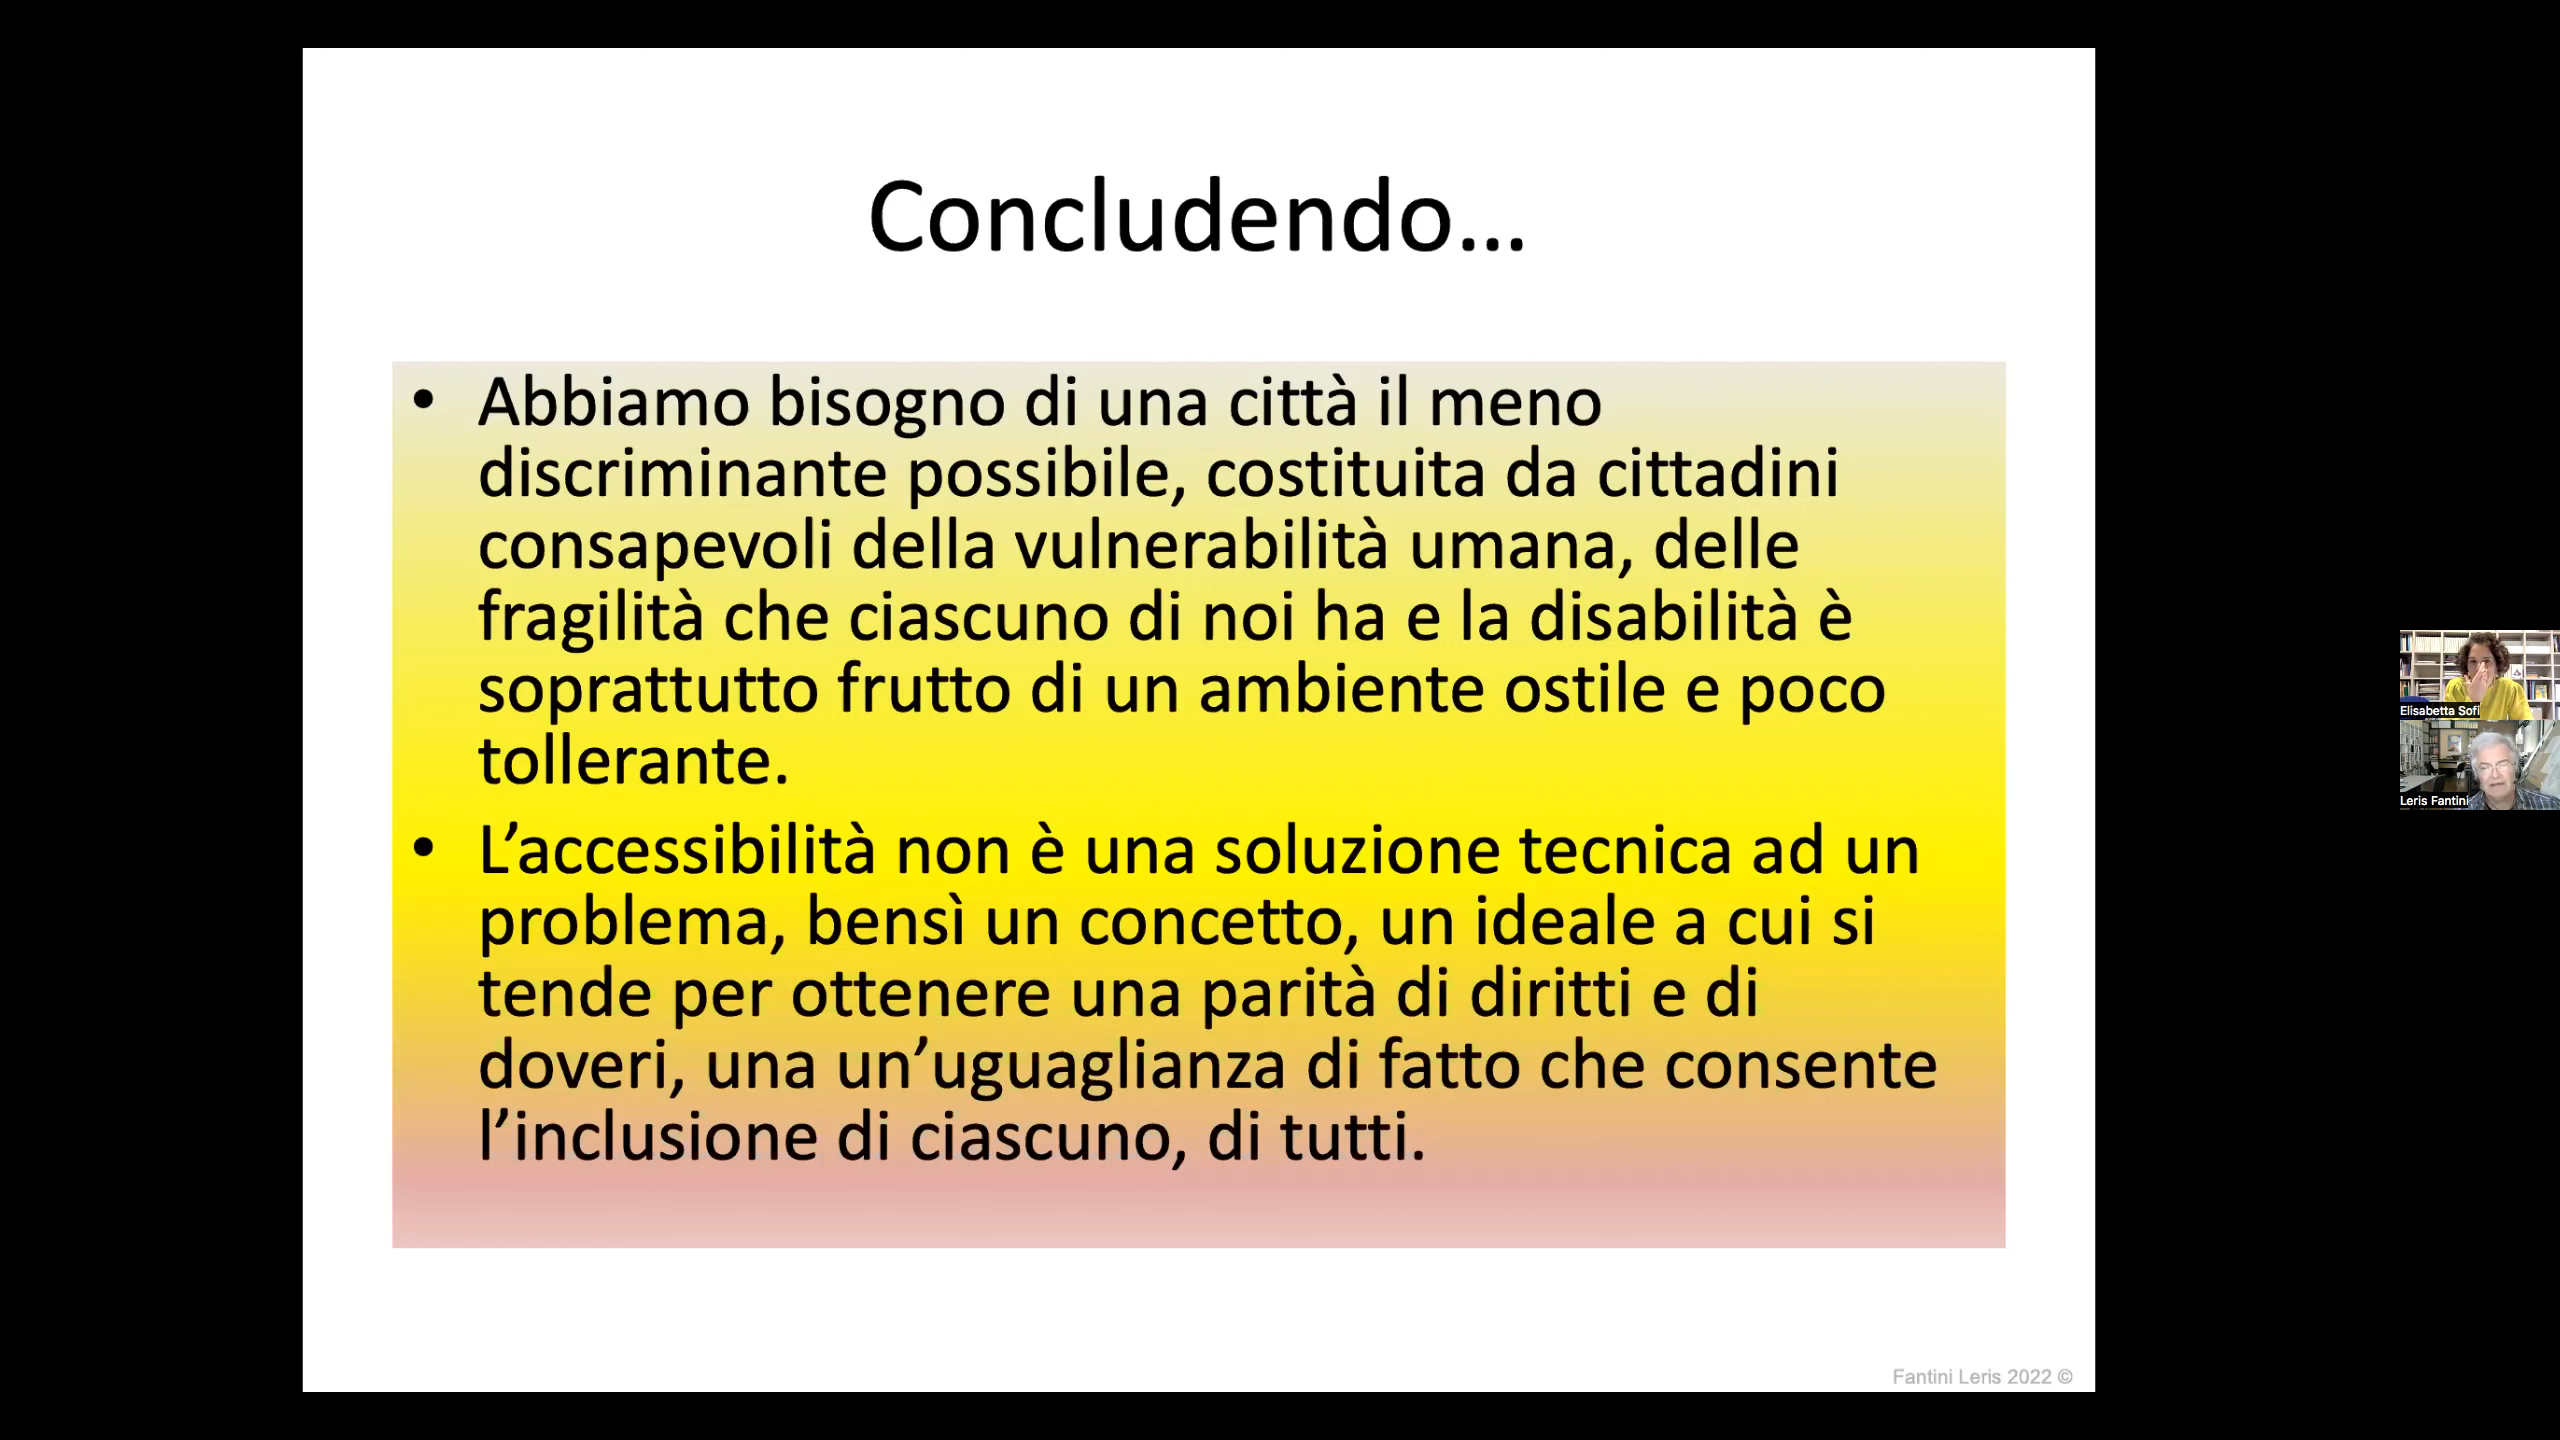 Concludendo…
• Abbiamo bisogno di una città il meno
discriminante possibile, costituita da cittadini
consapevoli della vulnerabilità umana, delle
fragilità che ciascuno di noi ha e la disabilità è
soprattutto frutto di un ambiente ostile e poco
tollerante.
• L’accessibilità non è una soluzione tecnica ad un
problema, bensì un concetto, un ideale a cui si
tende per ottenere una parità di diritti e di
doveri, una un’uguaglianza di fatto che consente
l’inclusione di ciascuno, di tutti.
Fantini Leris 2022 ©
Elisabetta Sofi
Leris Fantini